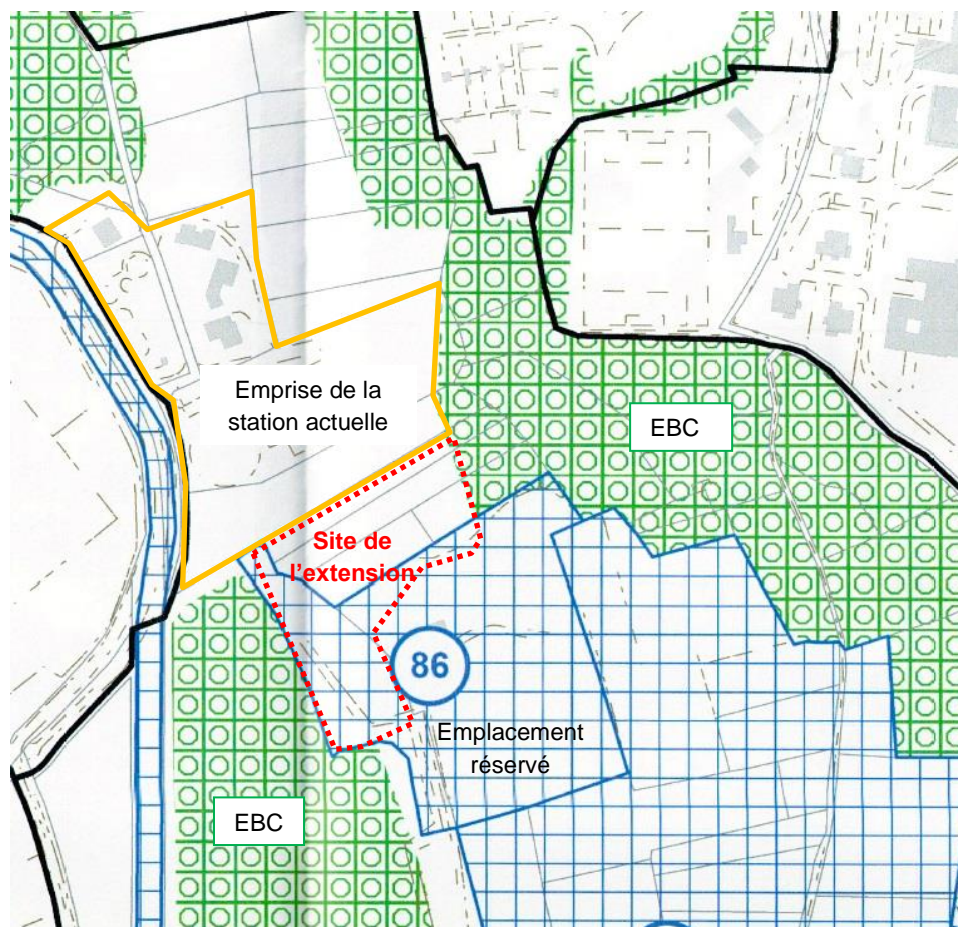 Emprise de la
station actuelle
EBC
Site de
l'extension
86
Emplacement
réservé
EBC